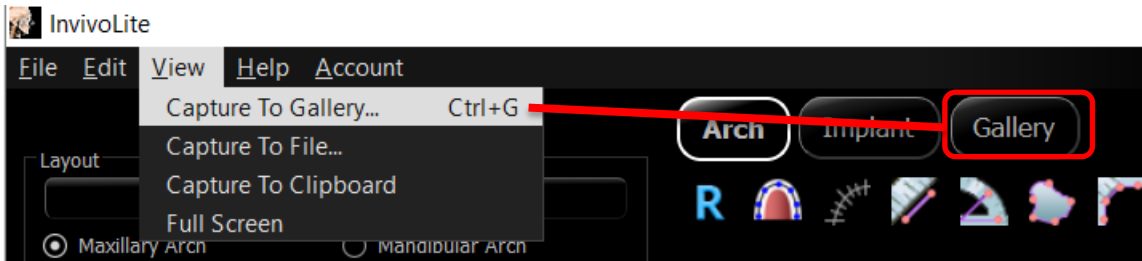 InvivoLite
File Edit View Help Account
Capture To Gallery... Ctrl+G
Capture To File...
Capture To Clipboard
Full Screen
Arch Implant Gallery
Layout
R
Maxillary Arch Mandibular Arch